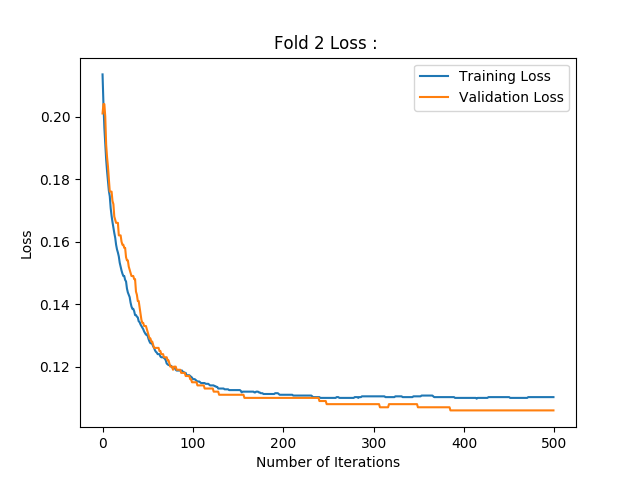 Fold 2 Loss :
Training Loss
Validation Loss
0.20
0.18
0.16
0.14
0.12
Loss
0 100 200 300 400 500
Number of Iterations